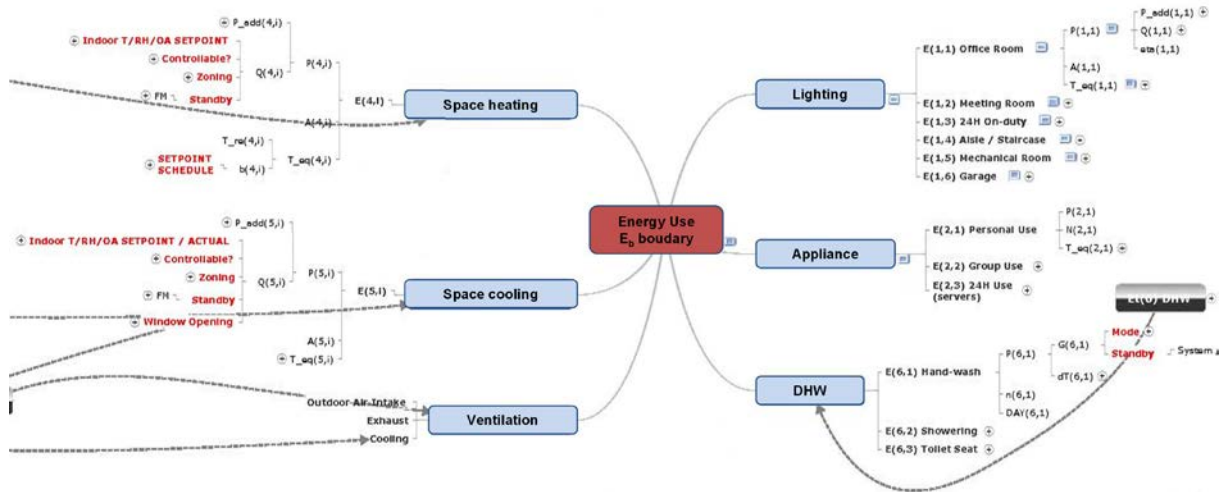 P_add(4,i)
Indoor T/RH/OA SETPOINT
Controllable?
Zoning
FM
Standby
Q(4,i)
P(4,i)
A(4,i)
E(4,I)
T_re(4,i)
SETPOINT
SCHEDULE
b(4,i)
T_eq(4,i)
Space heating
P_add(5,i)
Indoor T/RH/OA SETPOINT / ACTUAL
Controllable?
Zoning
FM
Standby
Window Opening
Q(5,i)
P(5,i)
E(5,I)
A(5,i)
T_eq(5,i)
Space cooling
Outdoor Air Intake
Exhaust
Cooling
Ventilation
Energy Use
E_b boudary
Lighting
E(1,1) Office Room
P(1,1)
P_add(1,1)
Q(1,1)
eta(1,1)
A(1,1)
T_eq(1,1)
E(1,2) Meeting Room
E(1,3) 24H On-duty
E(1,4) Aisle / Staircase
E(1,5) Mechanical Room
E(1,6) Garage
Appliance
E(2,1) Personal Use
P(2,1)
N(2,1)
T_eq(2,1)
E(2,2) Group Use
E(2,3) 24H Use
(servers)
Et(6) DHW
DHW
E(6,1) Hand-wash
P(6,1)
G(6,1)
Mode
Standby
System
dT(6,1)
n(6,1)
DAY(6,1)
E(6,2) Showering
E(6,3) Toilet Seat